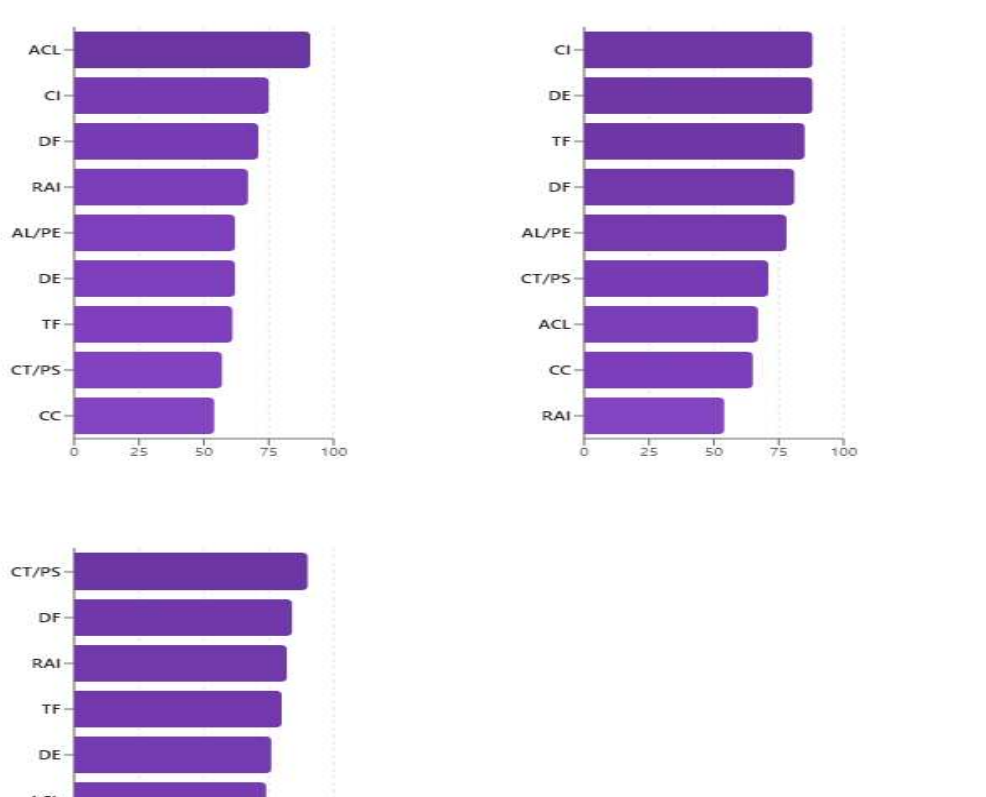 ACL
CI
DF
RAI
AL/PE
DE
TF
CT/PS
CC
0 25 50 75 100
CI
DE
TF
DF
AL/PE
CT/PS
ACL
CC
RAI
0 25 50 75 100
CT/PS
DF
RAI
TF
DE